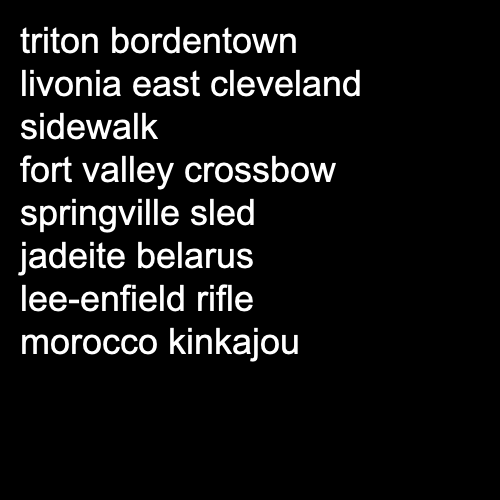 triton bordentown
livonia east cleveland
sidewalk
fort valley crossbow
springville sled
jadeite belarus
lee-enfield rifle
morocco kinkajou